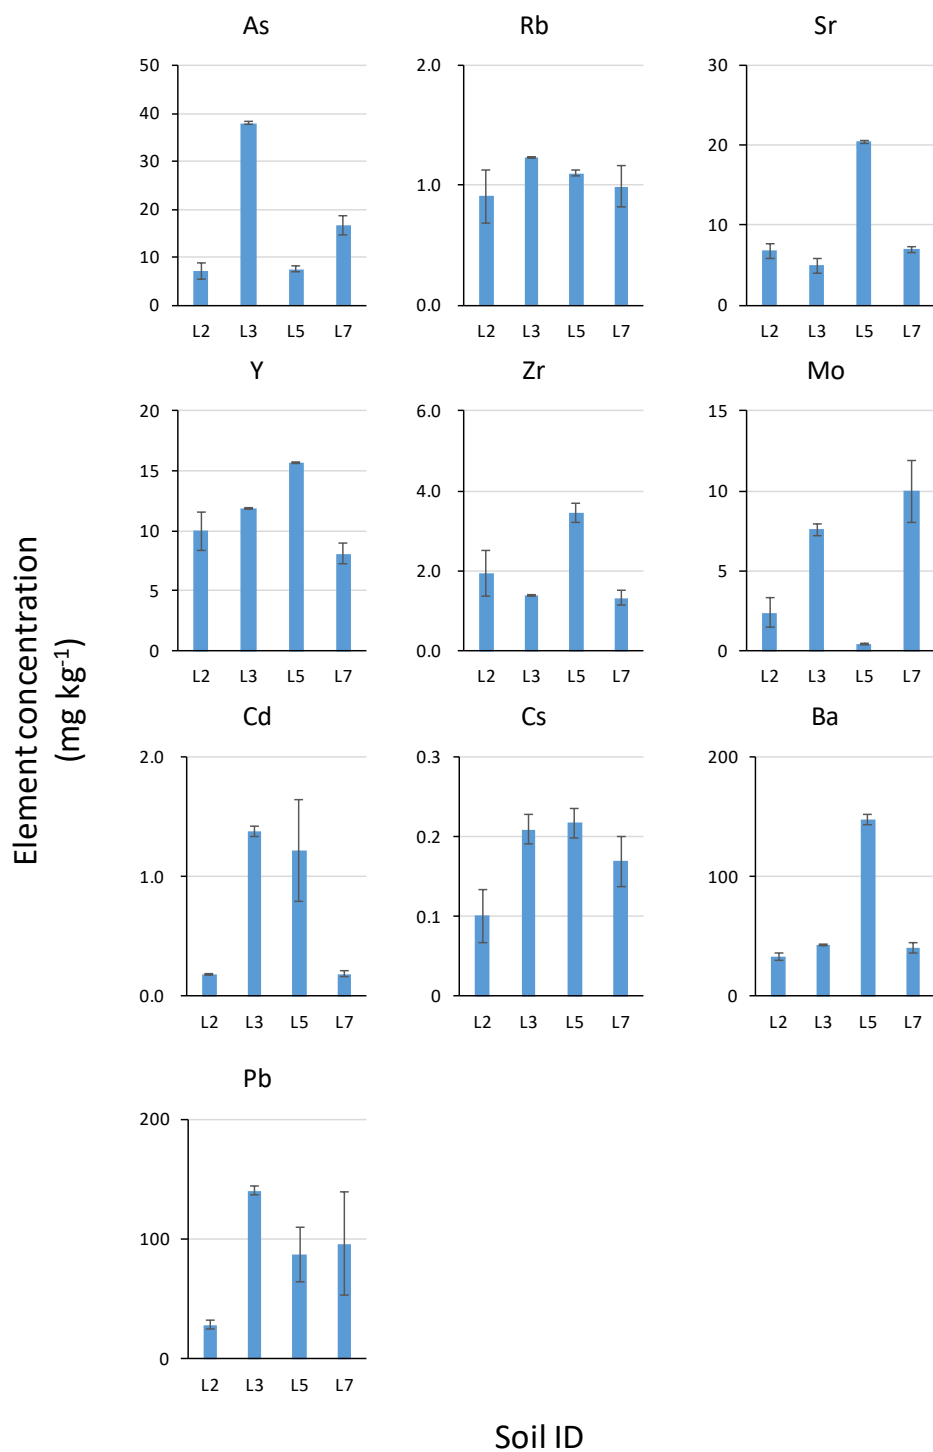 As Rb Sr
50 2.0 30
40
30 20
1.0
20 10
10
0 0.0 0
L2 L3 L5 L7 L2 L3 L5 L7 L2 L3 L5 L7
Y Zr Mo
20 6.0 15
15 4.0 10
10
5 2.0 5
0 0.0 0
L2 L3 L5 L7 L2 L3 L5 L7 L2 L3 L5 L7
Element concentration
(mg kg-1)
Cd Cs Ba
2.0 0.3 200
0.2
1.0 100
0.1
0.0 0 0
L2 L3 L5 L7 L2 L3 L5 L7 L2 L3 L5 L7
Pb
200
100
0
L2 L3 L5 L7
Soil ID